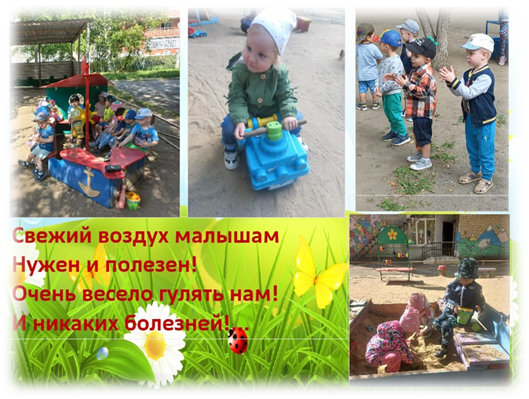 Свежий воздух малышам
Нужен и полезен!
Очень весело гулять нам!
И никаких болезней!